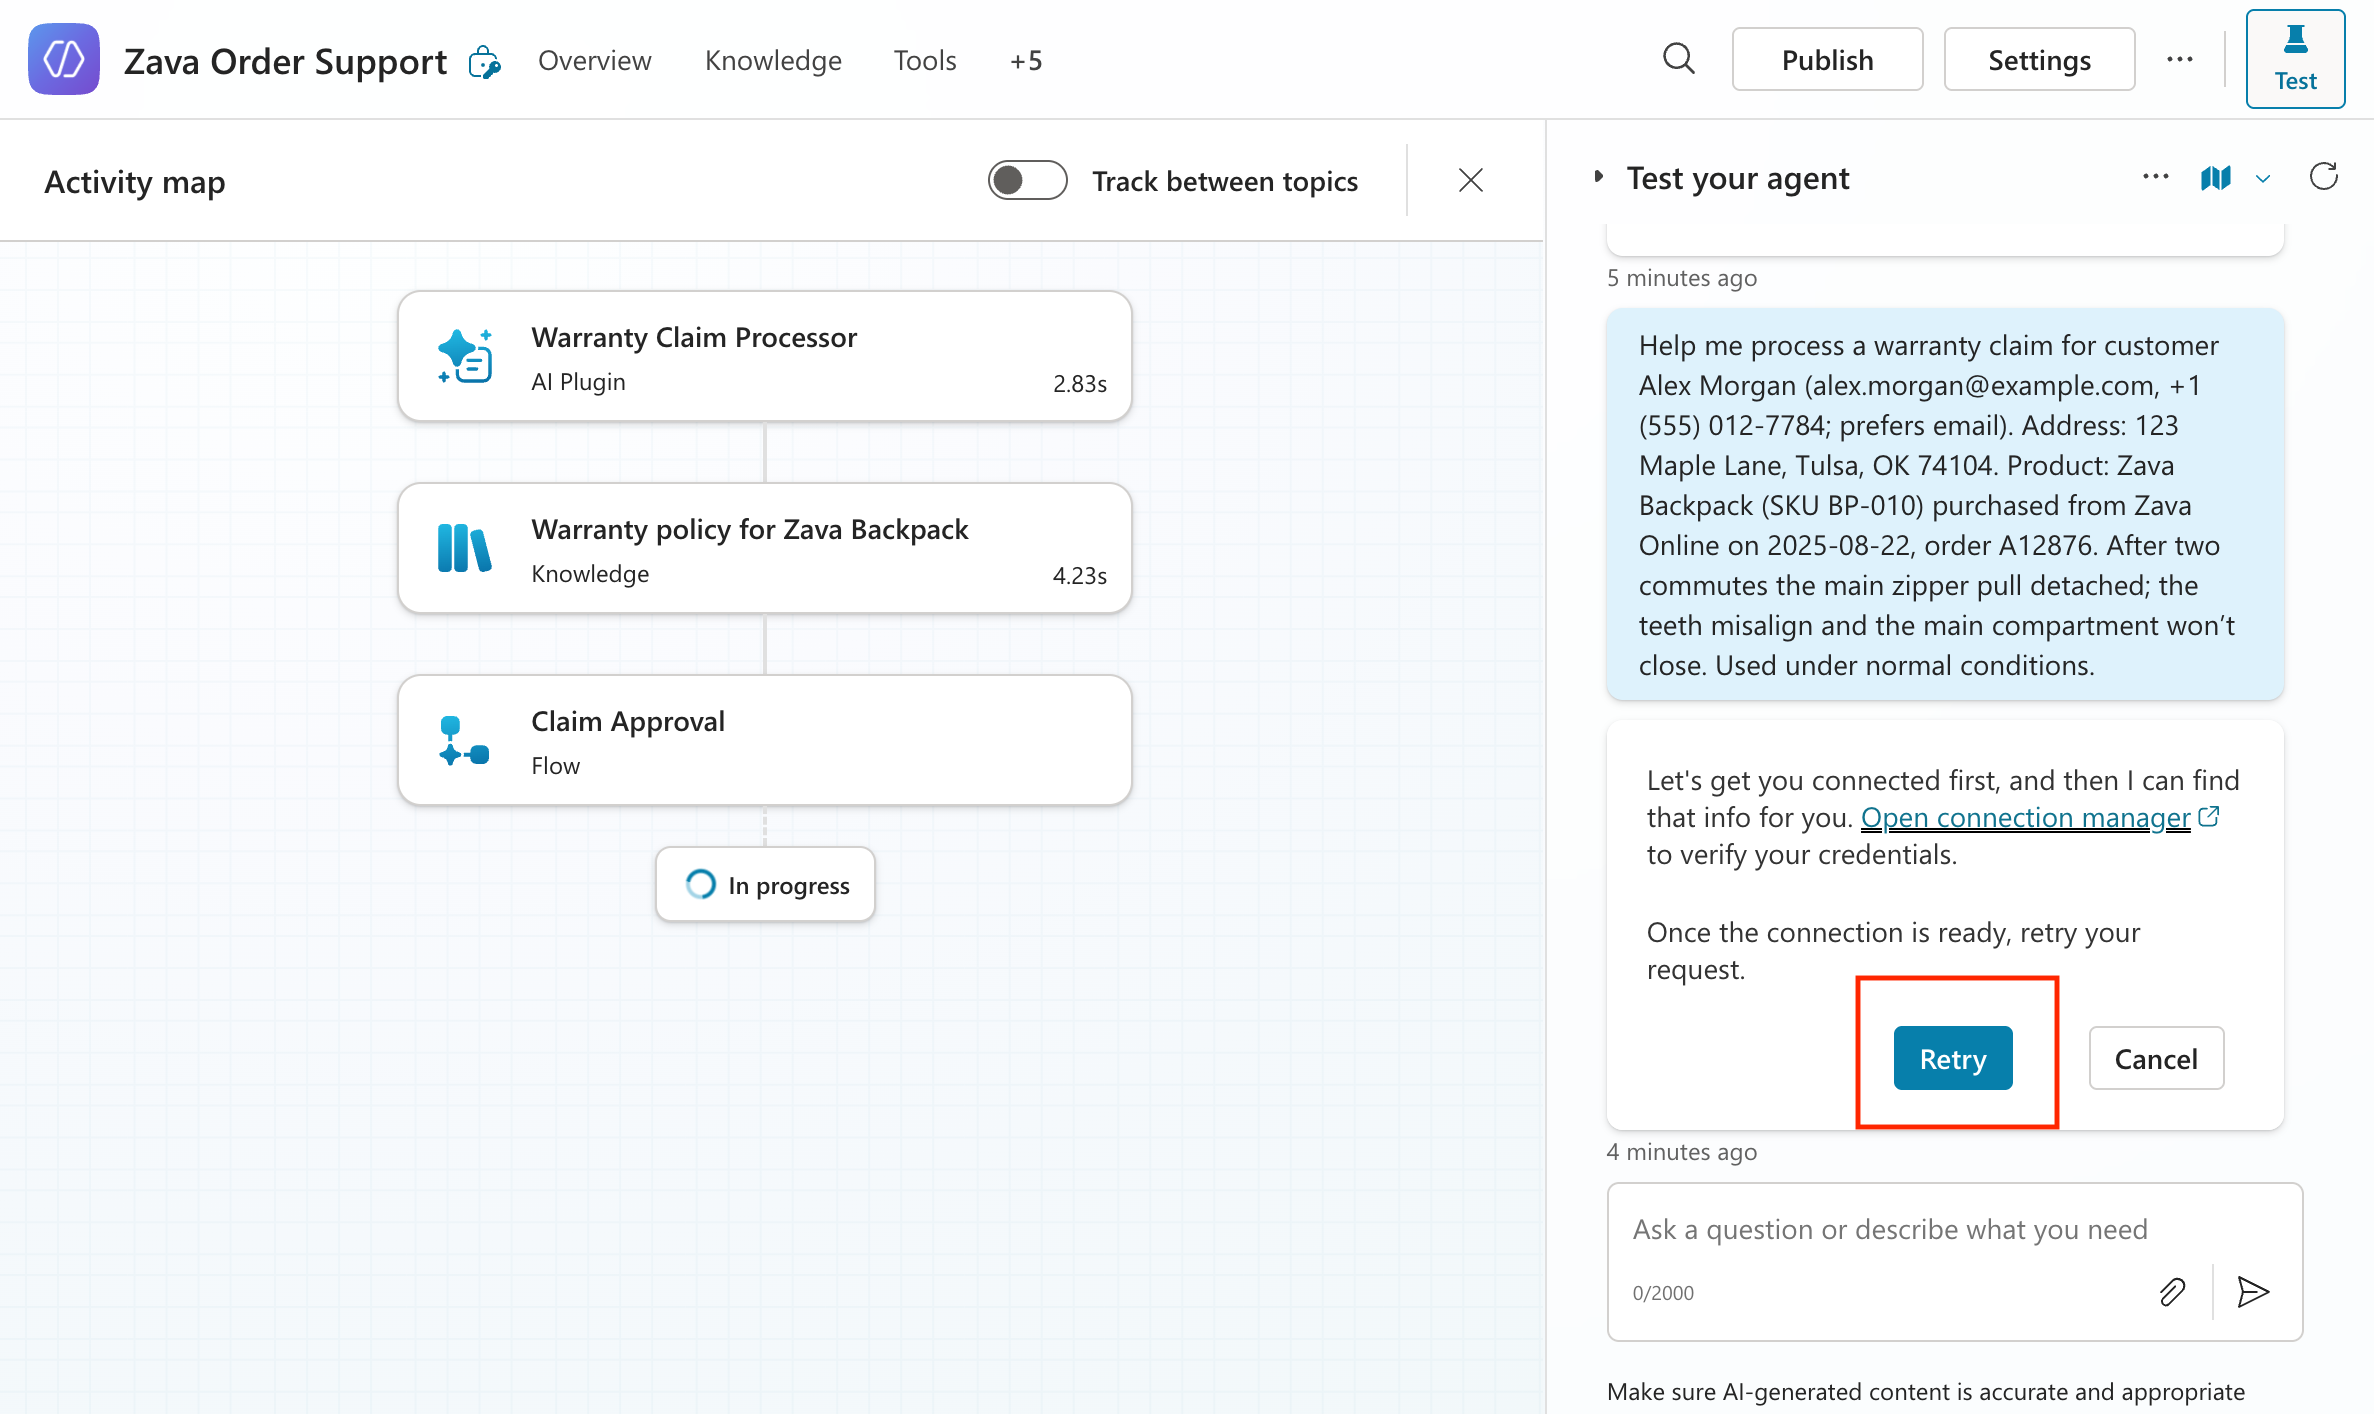 Zava Order Support
Overview
Knowledge
Tools
+5
Publish
Settings
Test
Activity map
Track between topics
Warranty Claim Processor
AI Plugin
2.83s
Warranty policy for Zava Backpack
Knowledge
4.23s
Claim Approval
Flow
In progress
Test your agent
5 minutes ago
Help me process a warranty claim for customer
Alex Morgan (alex.morgan@example.com, +1
(555) 012-7784; prefers email). Address: 123
Maple Lane, Tulsa, OK 74104. Product: Zava
Backpack (SKU BP-010) purchased from Zava
Online on 2025-08-22, order A12876. After two
commutes the main zipper pull detached; the
teeth misalign and the main compartment won’t
close. Used under normal conditions.
Let's get you connected first, and then I can find
that info for you. Open connection manager
to verify your credentials.
Once the connection is ready, retry your
request.
Retry
Cancel
4 minutes ago
Ask a question or describe what you need
0/2000
Make sure AI-generated content is accurate and appropriate